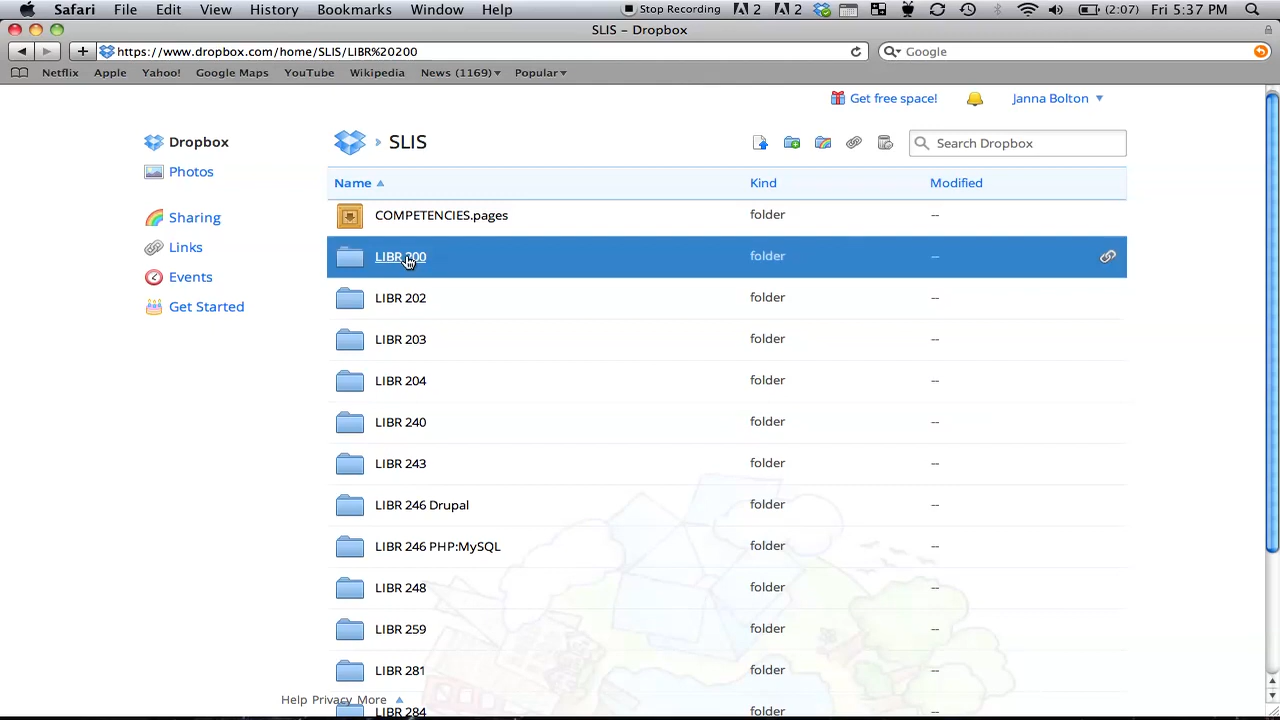 Safari File Edit View History Bookmarks Window Help Stop Recording 2 2 (2:07) Fri 5:37 PM
SLIS – Dropbox
https://www.dropbox.com/home/SLIS/LIBR%20200 Google
Netflix Apple Yahoo! Google Maps YouTube Wikipedia News (1169) Popular
Get free space! Janna Bolton
Dropbox
Photos
Sharing
Links
Events
Get Started
SLIS
Search Dropbox
Name Kind Modified
COMPETENCIES.pages folder --
LIBR 200 folder --
LIBR 202 folder --
LIBR 203 folder --
LIBR 204 folder --
LIBR 240 folder --
LIBR 243 folder --
LIBR 246 Drupal folder --
LIBR 246 PHP:MySQL folder --
LIBR 248 folder --
LIBR 259 folder --
LIBR 281 folder --
LIBR 284 folder --
Help Privacy More